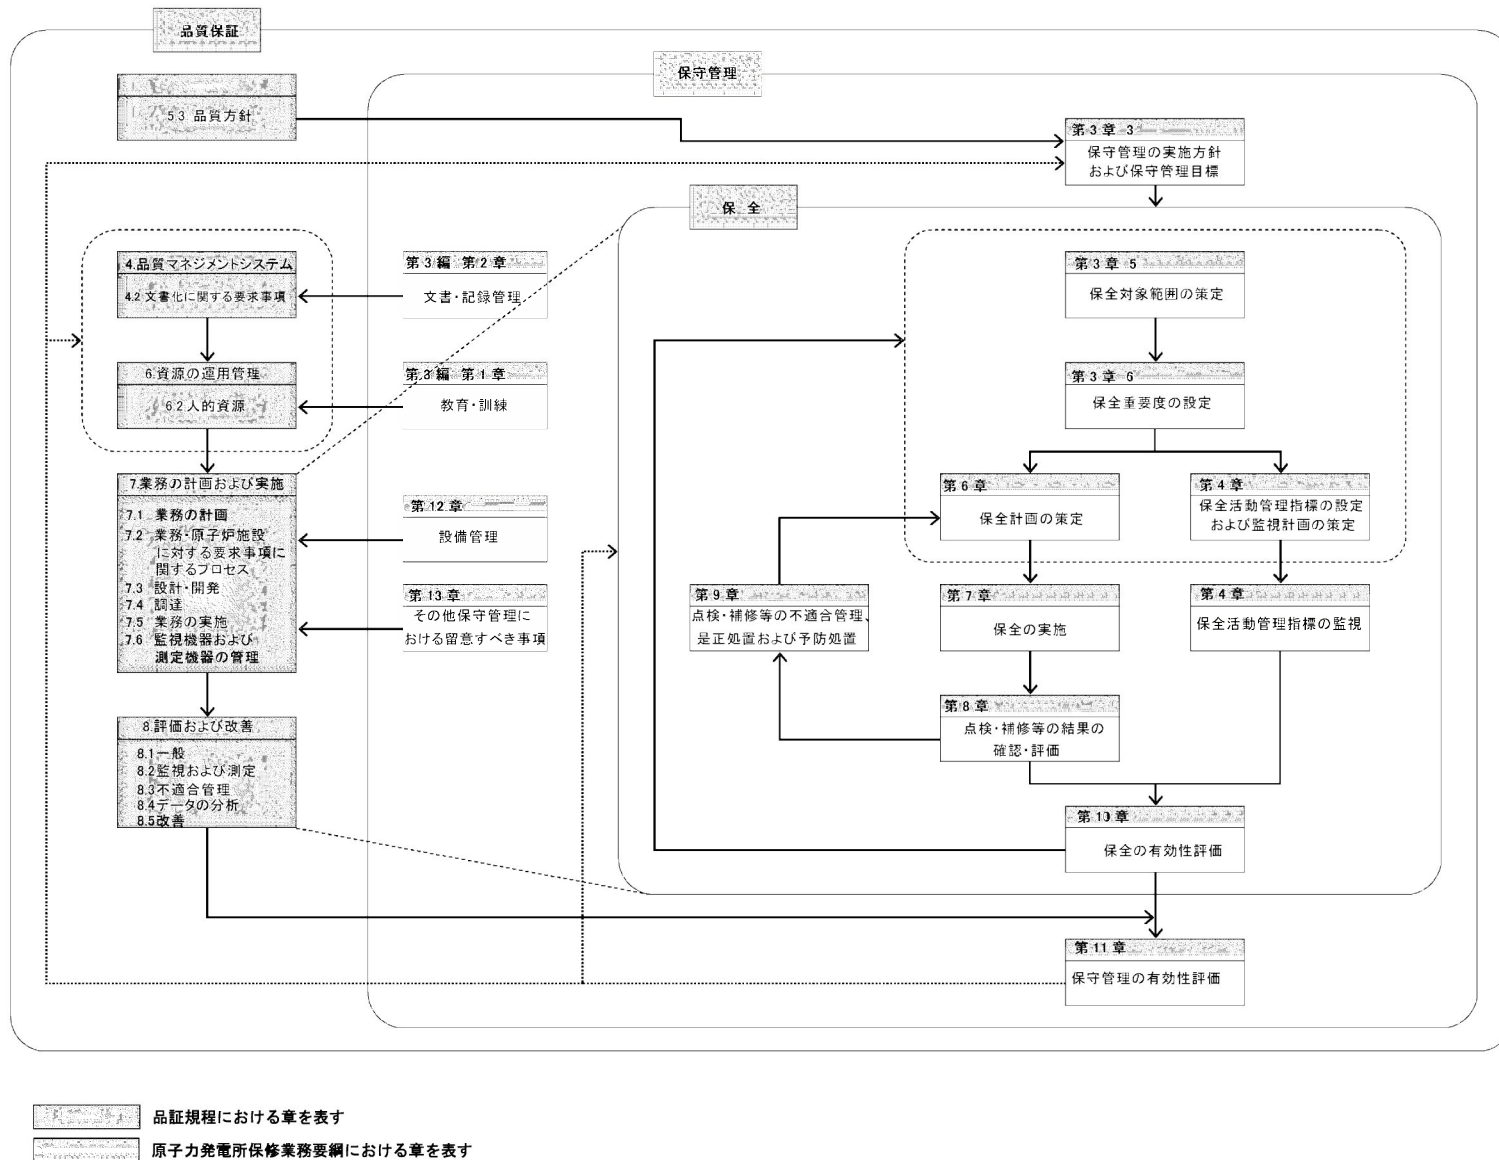 品質保証
保守管理
5.3 品質方針
第3章 3
保守管理の実施方針
および保守管理目標
保 全
4.品質マネジメントシステム
4.2 文書化に関する要求事項
第3編 第2章
文書・記録管理
第3章 5
保全対象範囲の策定
6.資源の運用管理
6.2.人的資源
第3編 第1章
教育・訓練
第3章 6
保全重要度の設定
7.業務の計画および実施
7.1 業務の計画
7.2 業務・原子炉施設
に対する要求事項に
関するプロセス
7.3 設計・開発
7.4 調達
7.5 業務の実施
7.6 監視機器および
測定機器の管理
第12章
設備管理
第13章
その他保守管理に
おける留意すべき事項
第6章
保全計画の策定
第4章
保全活動管理指標の設定
および監視計画の策定
第9章
点検・補修等の不適合管理、
是正処置および予防処置
第7章
保全の実施
第4章
保全活動管理指標の監視
第8章
点検・補修等の結果の
確認・評価
8.評価および改善
8.1一般
8.2監視および測定
8.3不適合管理
8.4データの分析
8.5改善
第10章
保全の有効性評価
第11章
保守管理の有効性評価
品証規程における章を表す
原子力発電所保修業務要綱における章を表す